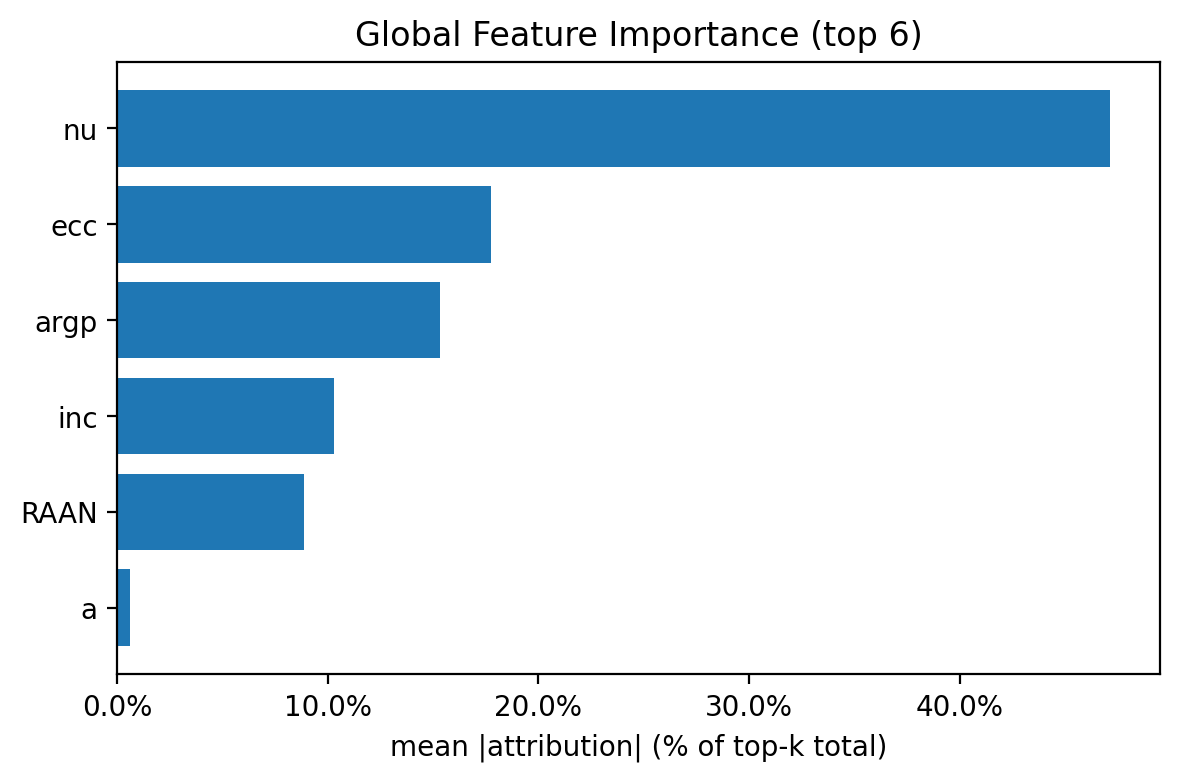 Global Feature Importance (top 6)
nu
ecc
argp
inc
RAAN
a
0.0% 10.0% 20.0% 30.0% 40.0%
mean |attribution| (% of top-k total)